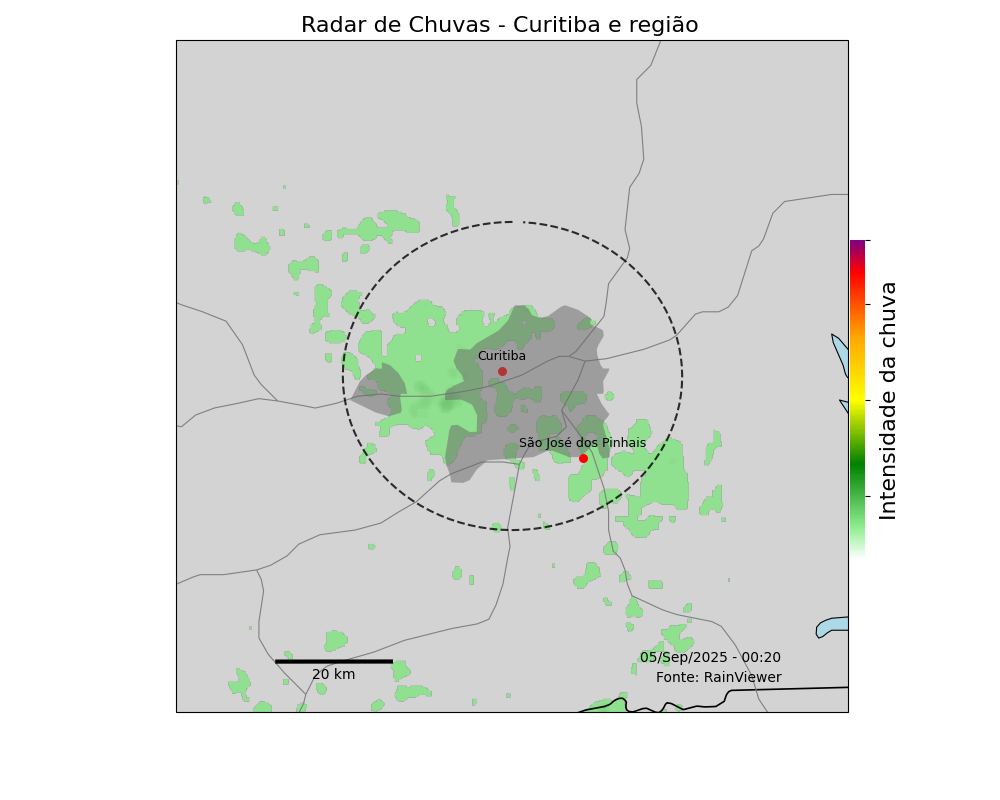 Radar de Chuvas - Curitiba e região
Curitiba
São José dos Pinhais
Intensidade da chuva
05/Sep/2025 - 00:20
20 km
Fonte: RainViewer